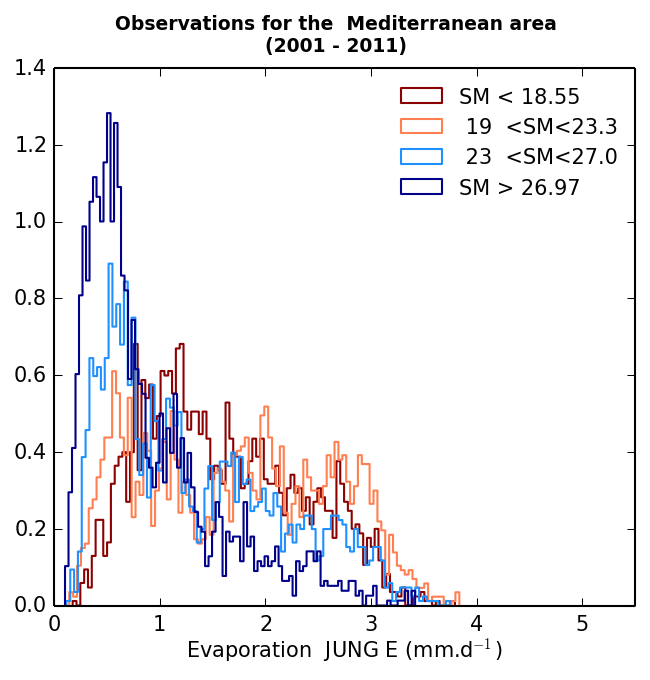 Observations for the  Mediterranean area
(2001 - 2011)
1.4
1.2
1.0
0.8
0.6
0.4
0.2
0.0
SM < 18.55
19  <SM<23.3
23  <SM<27.0
SM > 26.97
0 1 2 3 4 5
Evaporation  JUNG E (mm.d⁻¹)